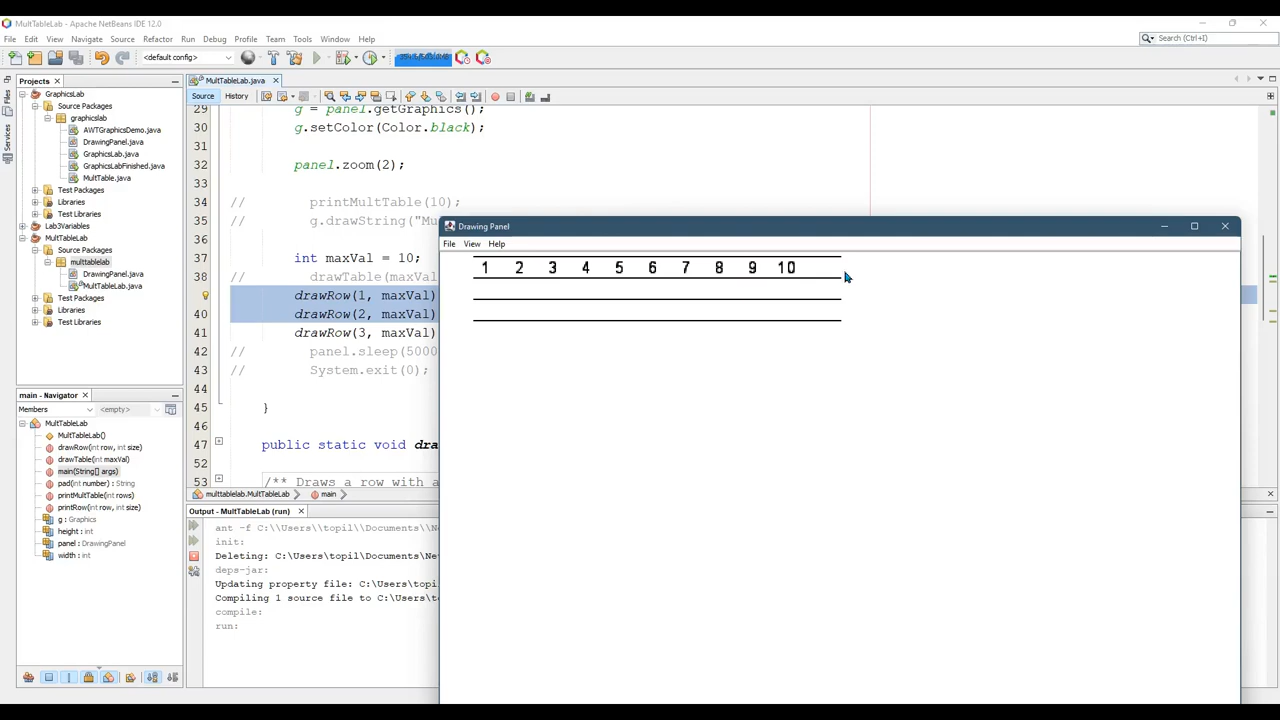 MultTableLab - Apache NetBeans IDE 12.0
File Edit View Navigate Source Refactor Run Debug Profile Team Tools Window Help
Search (Ctrl+I)
<default config>
Projects
MultTableLab.java
Files
Services
Source History
GraphicsLab
Source Packages
graphicslab
AWTGraphicsDemo.java
DrawingPanel.java
GraphicsLab.java
GraphicsLabFinished.java
MultTable.java
Test Packages
Libraries
Test Libraries
Lab3Variables
MultTableLab
Source Packages
multtablelab
DrawingPanel.java
MultTableLab.java
Test Packages
Libraries
Test Libraries
29 g = panel.getGraphics();
30 g.setColor(Color.black);
31
32 panel.zoom(2);
33
34 // printMultTable(10);
35 // g.drawString("Mu
36
37 int maxVal = 10;
38 // drawTable(maxVal
drawRow(1, maxVal)
40 drawRow(2, maxVal)
41 drawRow(3, maxVal)
42 // panel.sleep(5000
43 // System.exit(0);
44
45 }
46
47 public static void dra
52
53 /** Draws a row with a
multtablelab.MultTableLab main
Drawing Panel
File View Help
1 2 3 4 5 6 7 8 9 10
main - Navigator
Members <empty>
MultTableLab
MultTableLab()
drawRow(int row, int size)
drawTable(int maxVal)
main(String[] args)
pad(int number) : String
printMultTable(int rows)
printRow(int row, int size)
g : Graphics
height : int
panel : DrawingPanel
width : int
Output - MultTableLab (run)
ant -f C:\\Users\\topil\\Documents\\Ne
init:
Deleting: C:\Users\topil\Documents\Ne
deps-jar:
Updating property file: C:\Users\topi
Compiling 1 source file to C:\Users\t
compile:
run: